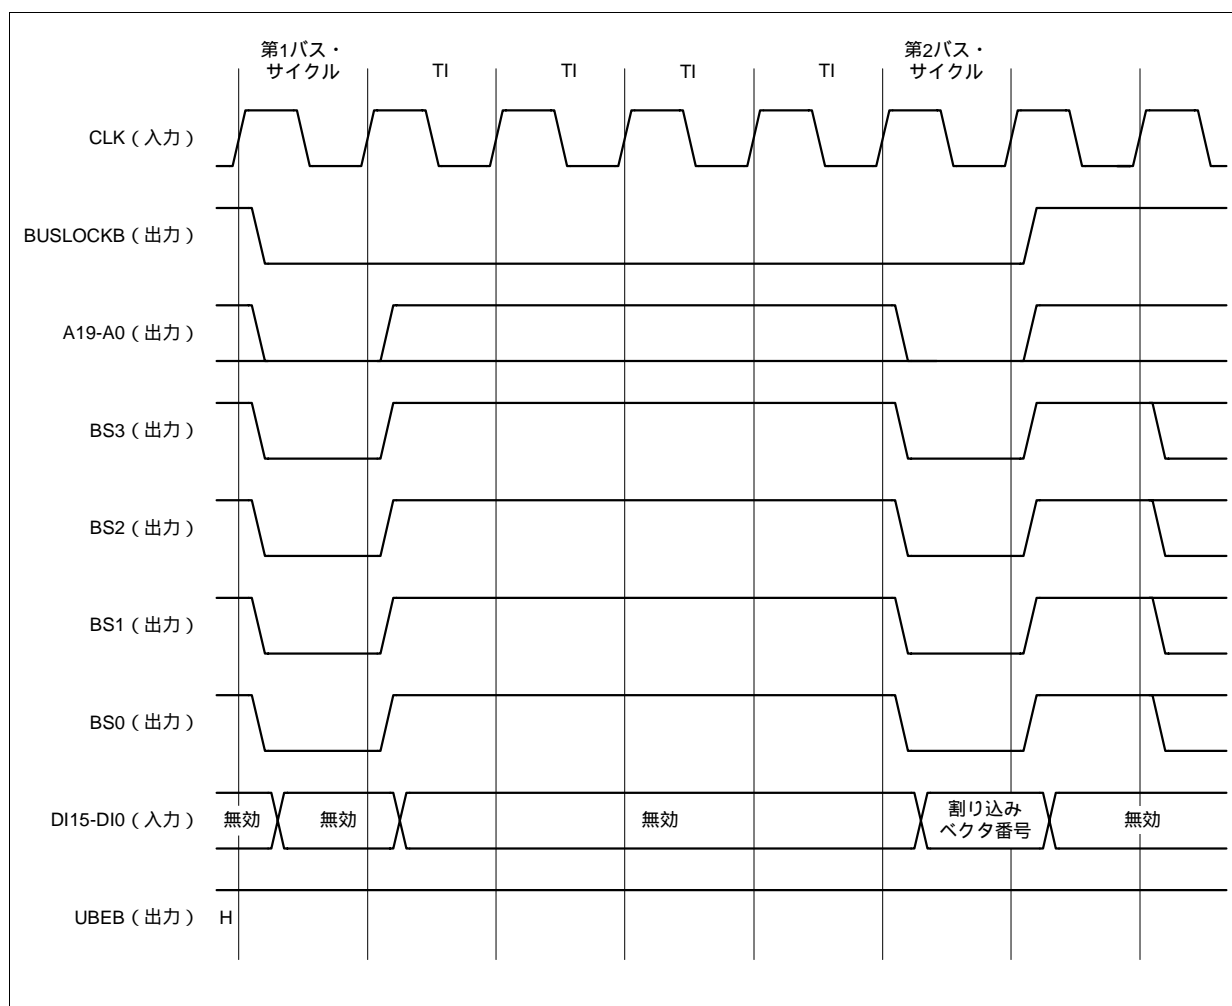 第1バス・
サイクル
TI
TI
TI
TI
第2バス・
サイクル
CLK（入力）
BUSLOCKB（出力）
A19-A0（出力）
BS3（出力）
BS2（出力）
BS1（出力）
BS0（出力）
DI15-DI0（入力）
無効
無効
無効
割り込み
ベクタ番号
無効
UBEB（出力）
H